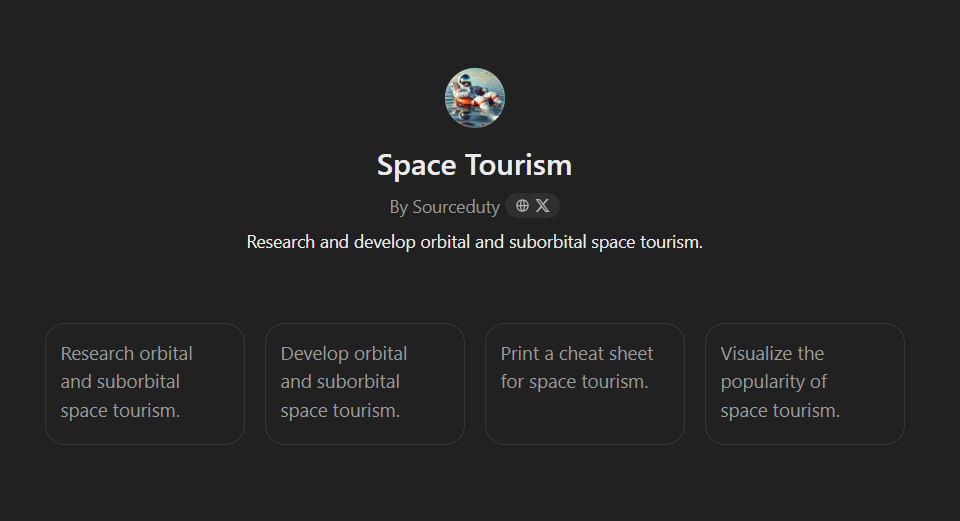 Space Tourism
By Sourceduty
Research and develop orbital and suborbital space tourism.
Research orbital
and suborbital
space tourism.
Develop orbital
and suborbital
space tourism.
Print a cheat sheet
for space tourism.
Visualize the
popularity of
space tourism.